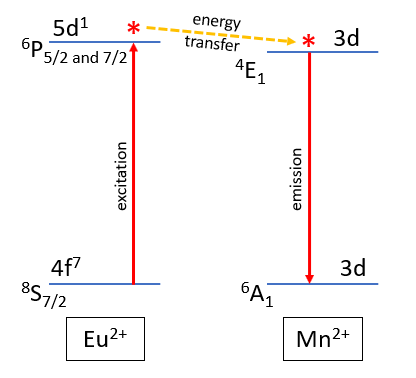 5d¹ * energy transfer * 3d
⁶P₅/₂ and ₇/₂
⁴E₁
excitation
emission
4f⁷
3d
⁸S₇/₂
⁶A₁
Eu²⁺
Mn²⁺